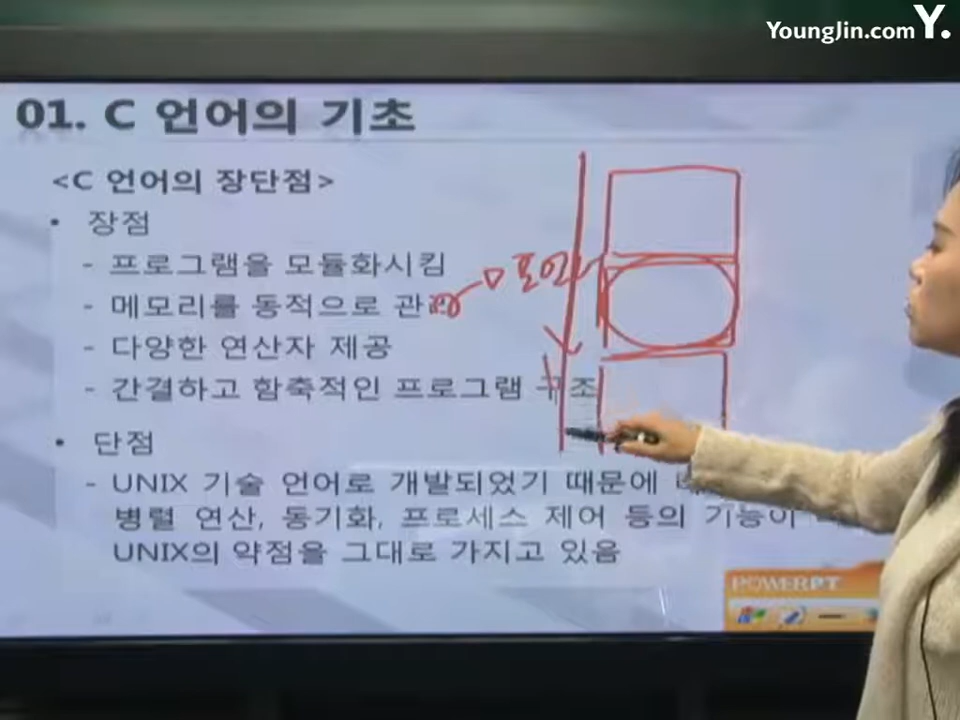 YoungJin.com Y.
01. C 언어의 기초
<C 언어의 장단점>
• 장점
- 프로그램을 모듈화시킴
- 메모리를 동적으로
포인
- 다양한 연산자 제공
- 간결하고 함축적인 프로그램 구조
• 단점
- UNIX 기술 언어로 개발되었기 때문에
병렬 연산, 동기화, 프로세스 제어 등의 기능이
UNIX의 약점을 그대로 가지고 있음
POWERPT